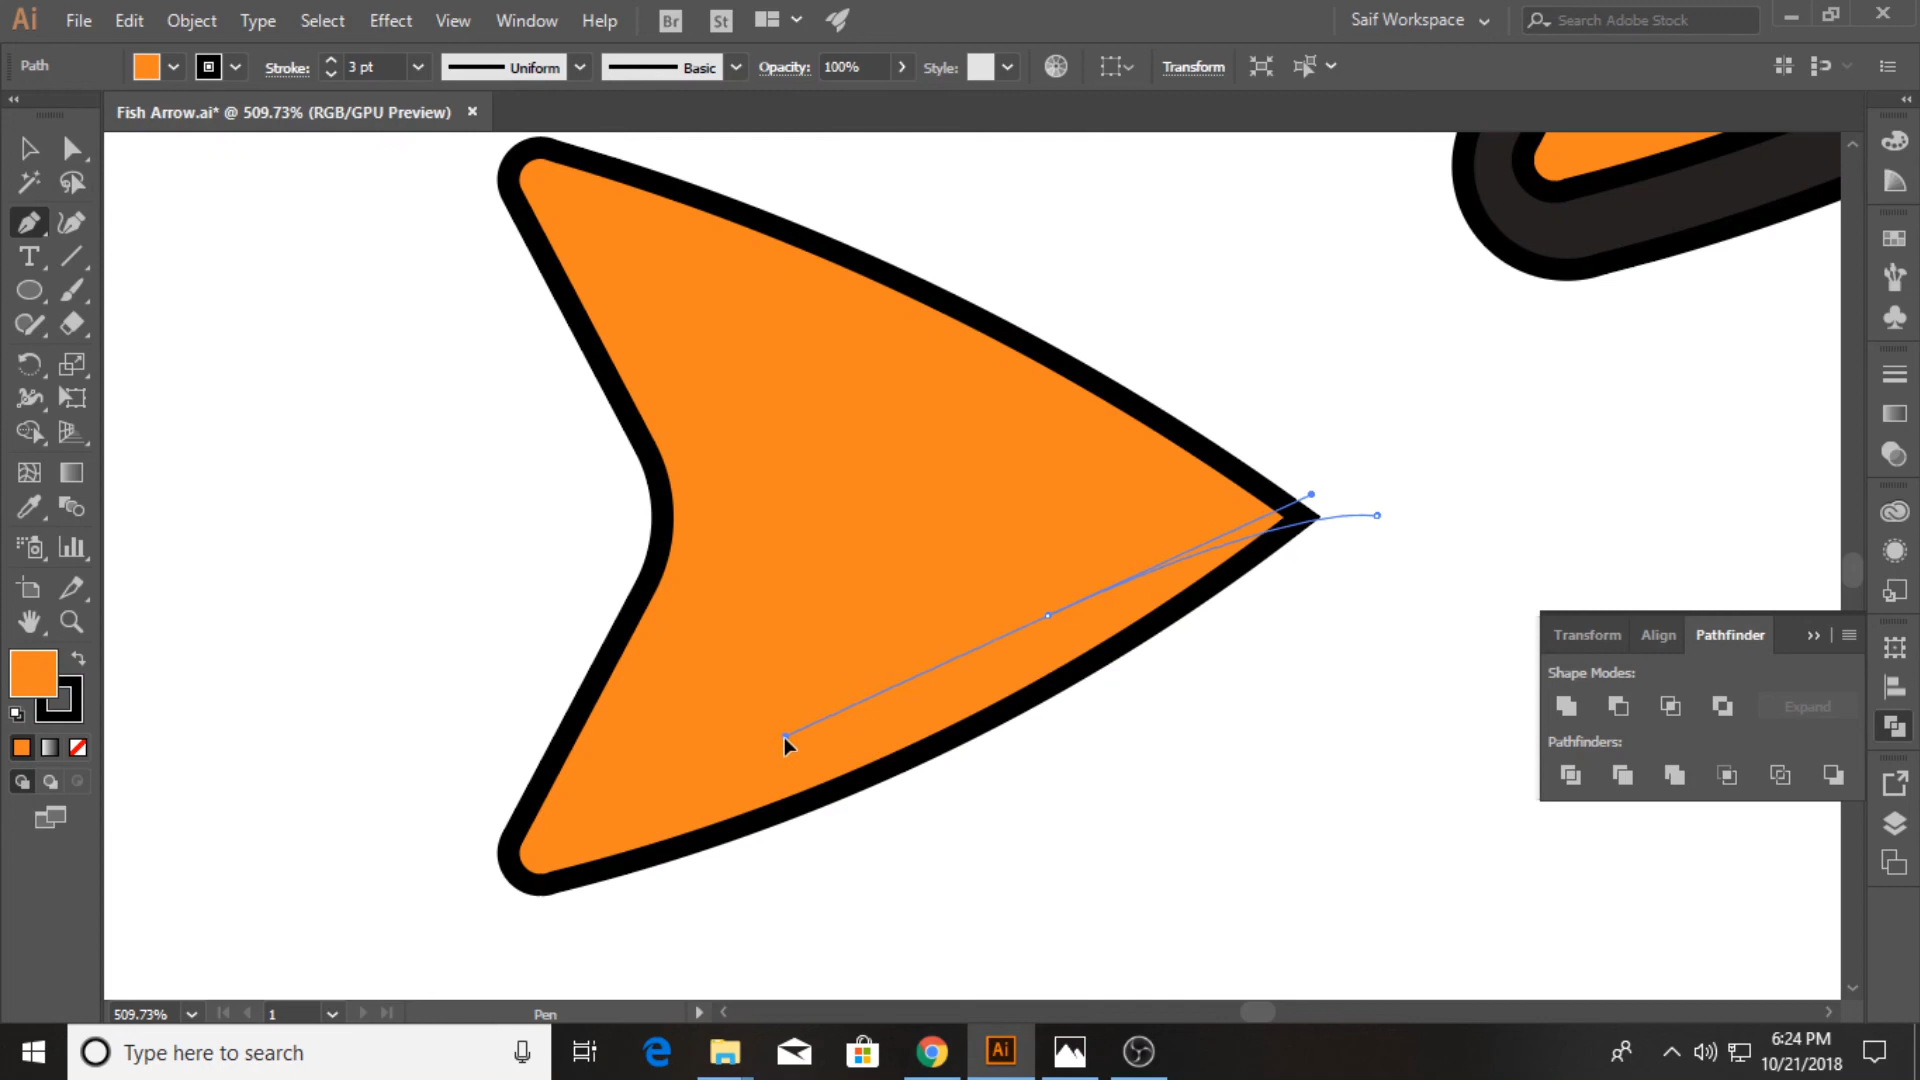 Ai File Edit Object Type Select Effect View Window Help Br St Saif Workspace Search Adobe Stock
Path Stroke: 3 pt Uniform Basic Opacity: 100% Style: Transform
Fish Arrow.ai* @ 509.73% (RGB/GPU Preview) ×
T
Transform Align Pathfinder
Shape Modes:
Expand
Pathfinders:
509.73% 1 Pen
Type here to search Ai 6:24 PM
10/21/2018